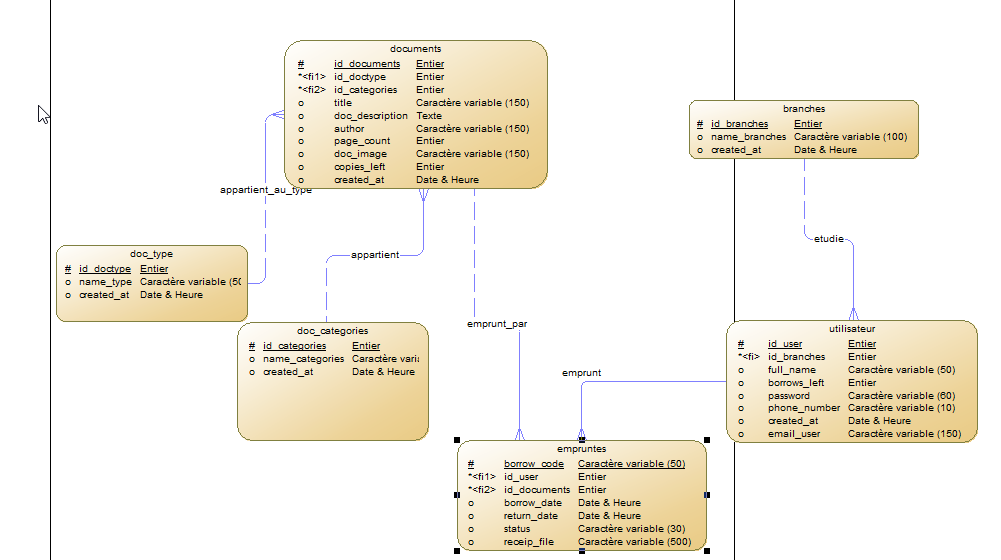 documents
# id_documents Entier
*<fi1> id_doctype Entier
*<fi2> id_categories Entier
o title Caractère variable (150)
o doc_description Texte
o author Caractère variable (150)
o page_count Entier
o doc_image Caractère variable (150)
o copies_left Entier
o created_at Date & Heure
branches
# id_branches Entier
o name_branches Caractère variable (100)
o created_at Date & Heure
appartient_au_type
etudie
doc_type
# id_doctype Entier
o name_type Caractère variable (50
o created_at Date & Heure
appartient
doc_categories
# id_categories Entier
o name_categories Caractère varia
o created_at Date & Heure
emprunt_par
utilisateur
# id_user Entier
*<fi> id_branches Entier
o full_name Caractère variable (50)
o borrows_left Entier
o password Caractère variable (60)
o phone_number Caractère variable (10)
o created_at Date & Heure
o email_user Caractère variable (150)
emprunt
empruntes
# borrow_code Caractère variable (50)
*<fi1> id_user Entier
*<fi2> id_documents Entier
o borrow_date Date & Heure
o return_date Date & Heure
o status Caractère variable (30)
o receip_file Caractère variable (500)